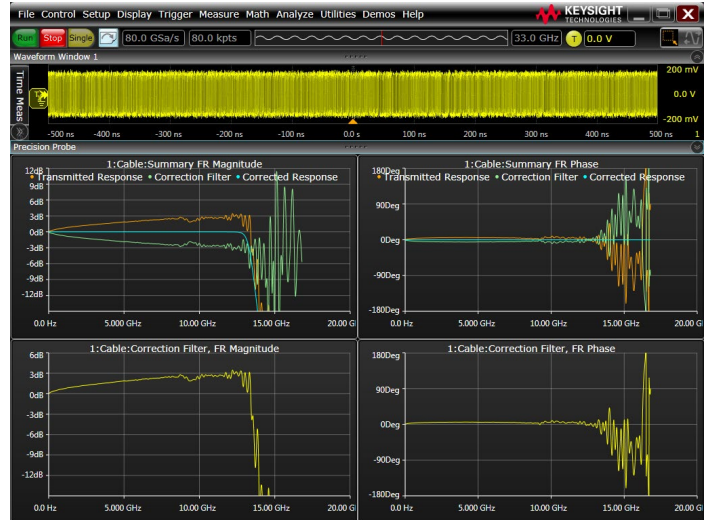 File Control Setup Display Trigger Measure Math Analyze Utilities Demos Help
KEYSIGHT
TECHNOLOGIES
Run Stop Single 80.0 GSa/s 80.0 kpts 33.0 GHz T 0.0 V
Waveform Window 1
Time Meas
200 mV
0.0 V
-200 mV
-500 ns -400 ns -300 ns -200 ns -100 ns 0.0 s 100 ns 200 ns 300 ns 400 ns 500 ns 1
Precision Probe
1:Cable:Summary FR Magnitude
Transmitted Response Correction Filter Corrected Response
12dB
9dB
6dB
3dB
0dB
-3dB
-6dB
-9dB
-12dB
0.0 Hz 5.000 GHz 10.00 GHz 15.00 GHz 20.00 G
1:Cable:Summary FR Phase
Transmitted Response Correction Filter Corrected Response
180Deg
90Deg
0Deg
-90Deg
-180Deg
0.0 Hz 5.000 GHz 10.00 GHz 15.00 GHz 20.00 G
1:Cable:Correction Filter, FR Magnitude
6dB
3dB
0dB
-3dB
-6dB
-9dB
-12dB
0.0 Hz 5.000 GHz 10.00 GHz 15.00 GHz 20.00 G
1:Cable:Correction Filter, FR Phase
180Deg
90Deg
0Deg
-90Deg
-180Deg
0.0 Hz 5.000 GHz 10.00 GHz 15.00 GHz 20.00 G